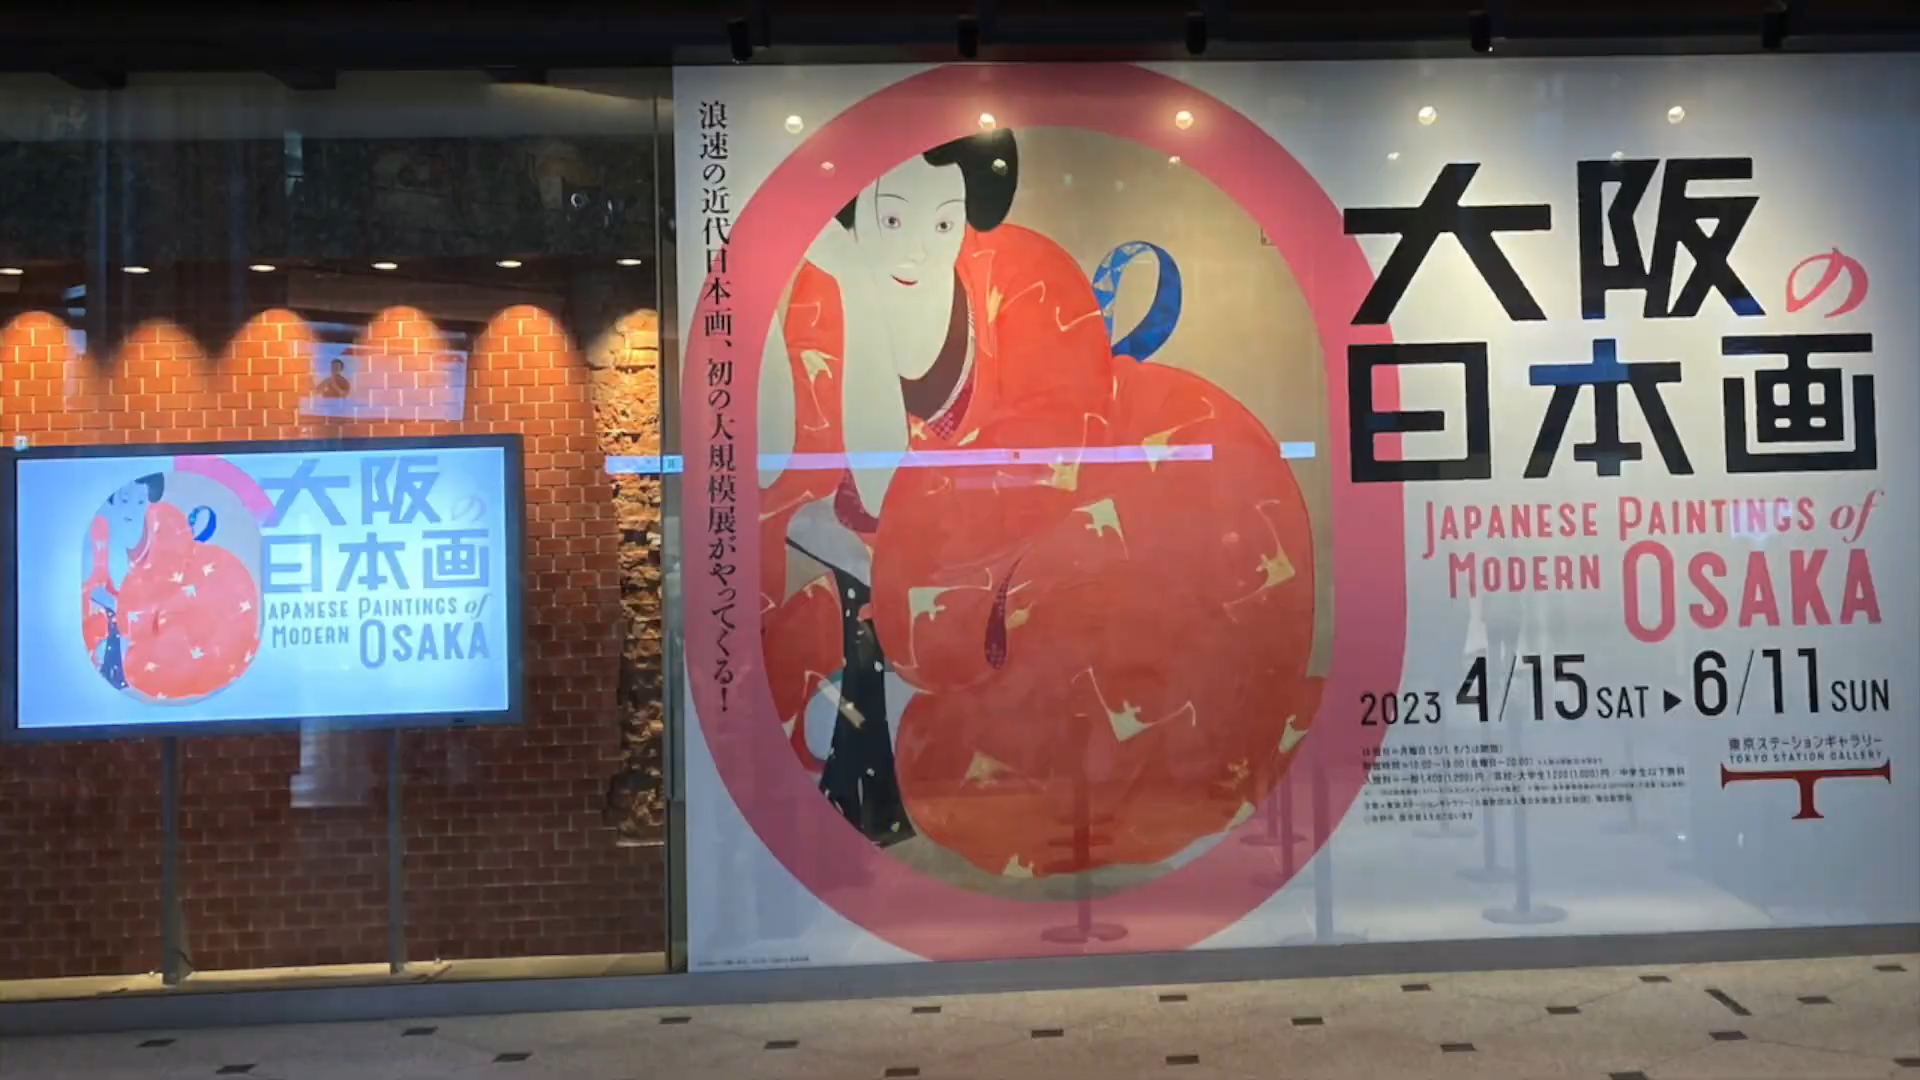 大阪の
日本画
JAPANESE PAINTINGS of
MODERN OSAKA
浪速の近代日本画、初の大規模展がやってくる!
大阪の
日本画
JAPANESE PAINTINGS of
MODERN OSAKA
2023 4/15 SAT ▶ 6/11 SUN
東京ステーションギャラリー
TOKYO STATION GALLERY